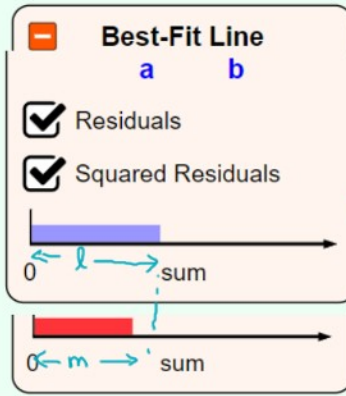 Best-Fit Line
a b
Residuals
Squared Residuals
l
0 sum
0 m sum